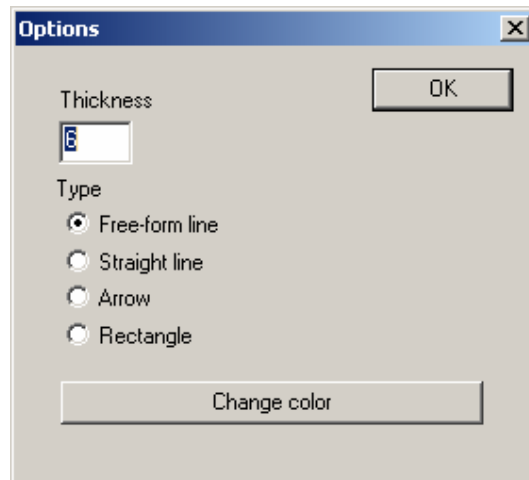 Options
OK
Thickness
6
Type
Free-form line
Straight line
Arrow
Rectangle
Change color